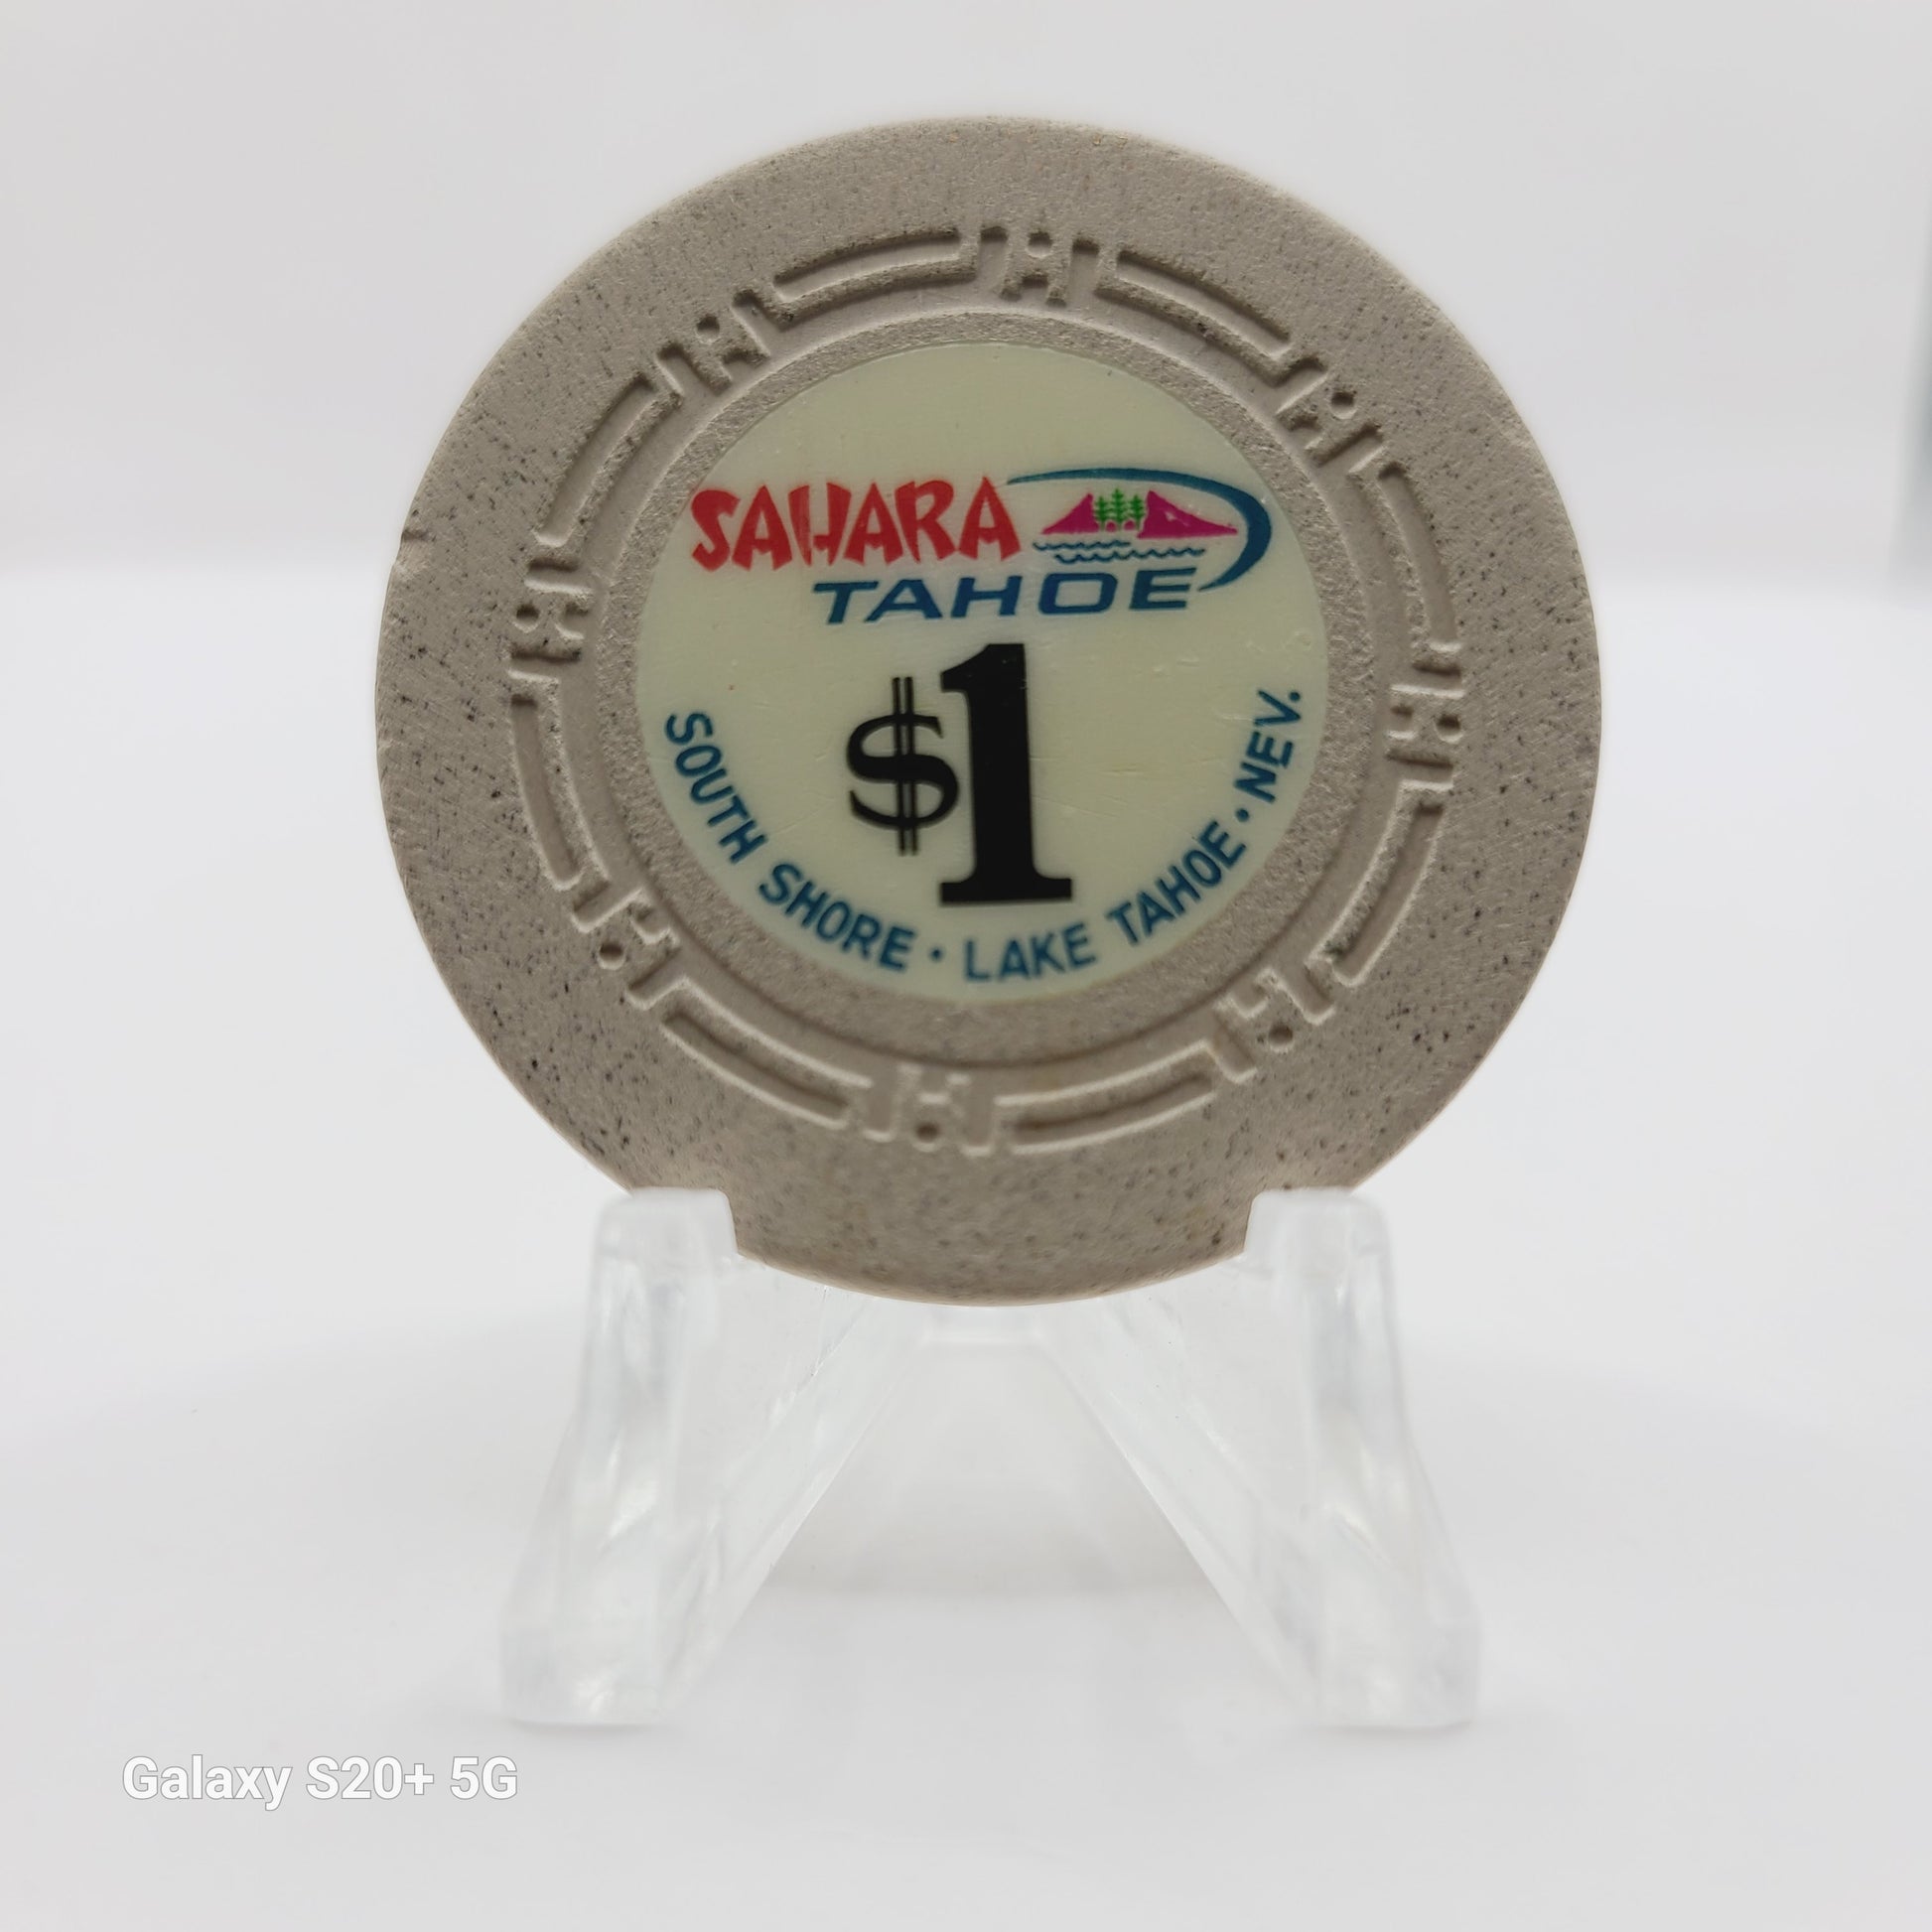 SAHARA
TAHOE
$1
SOUTH SHORE · LAKE TAHOE · NEV.
Galaxy S20+ 5G